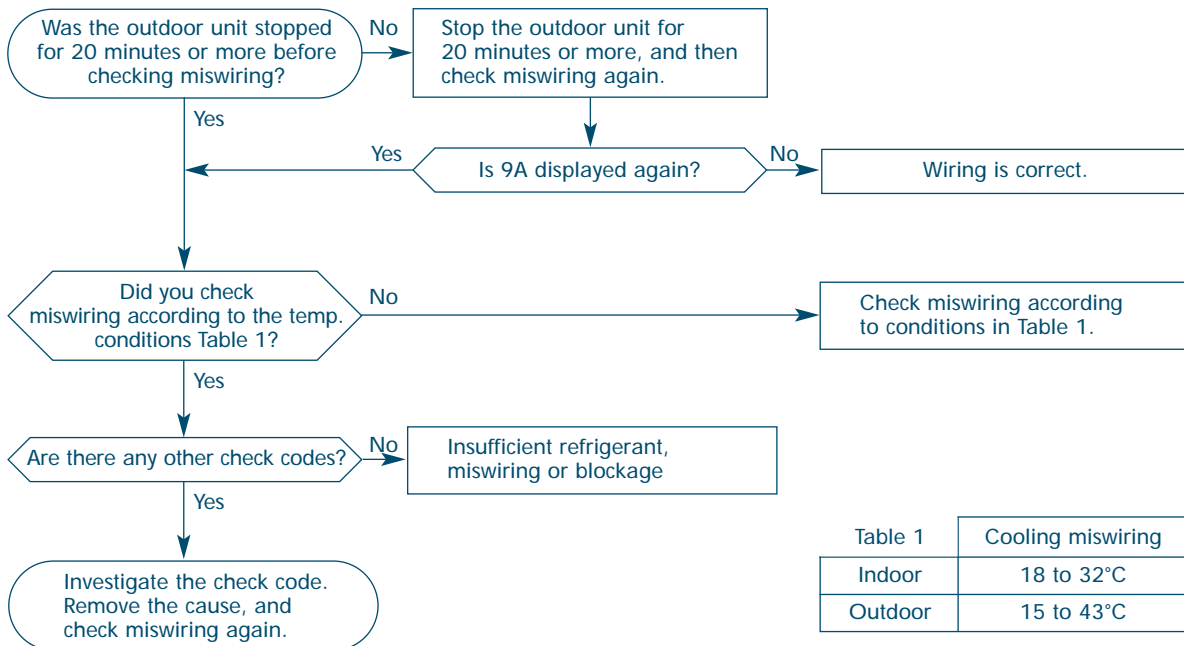 Was the outdoor unit stopped
for 20 minutes or more before
checking miswiring?
No
Stop the outdoor unit for
20 minutes or more, and then
check miswiring again.
Yes
Yes
Is 9A displayed again?
No
Wiring is correct.
Did you check
miswiring according to the temp.
conditions Table 1?
No
Check miswiring according
to conditions in Table 1.
Yes
Are there any other check codes?
No
Insufficient refrigerant,
miswiring or blockage
Yes
Investigate the check code.
Remove the cause, and
check miswiring again.
Table 1 Cooling miswiring
Indoor 18 to 32°C
Outdoor 15 to 43°C